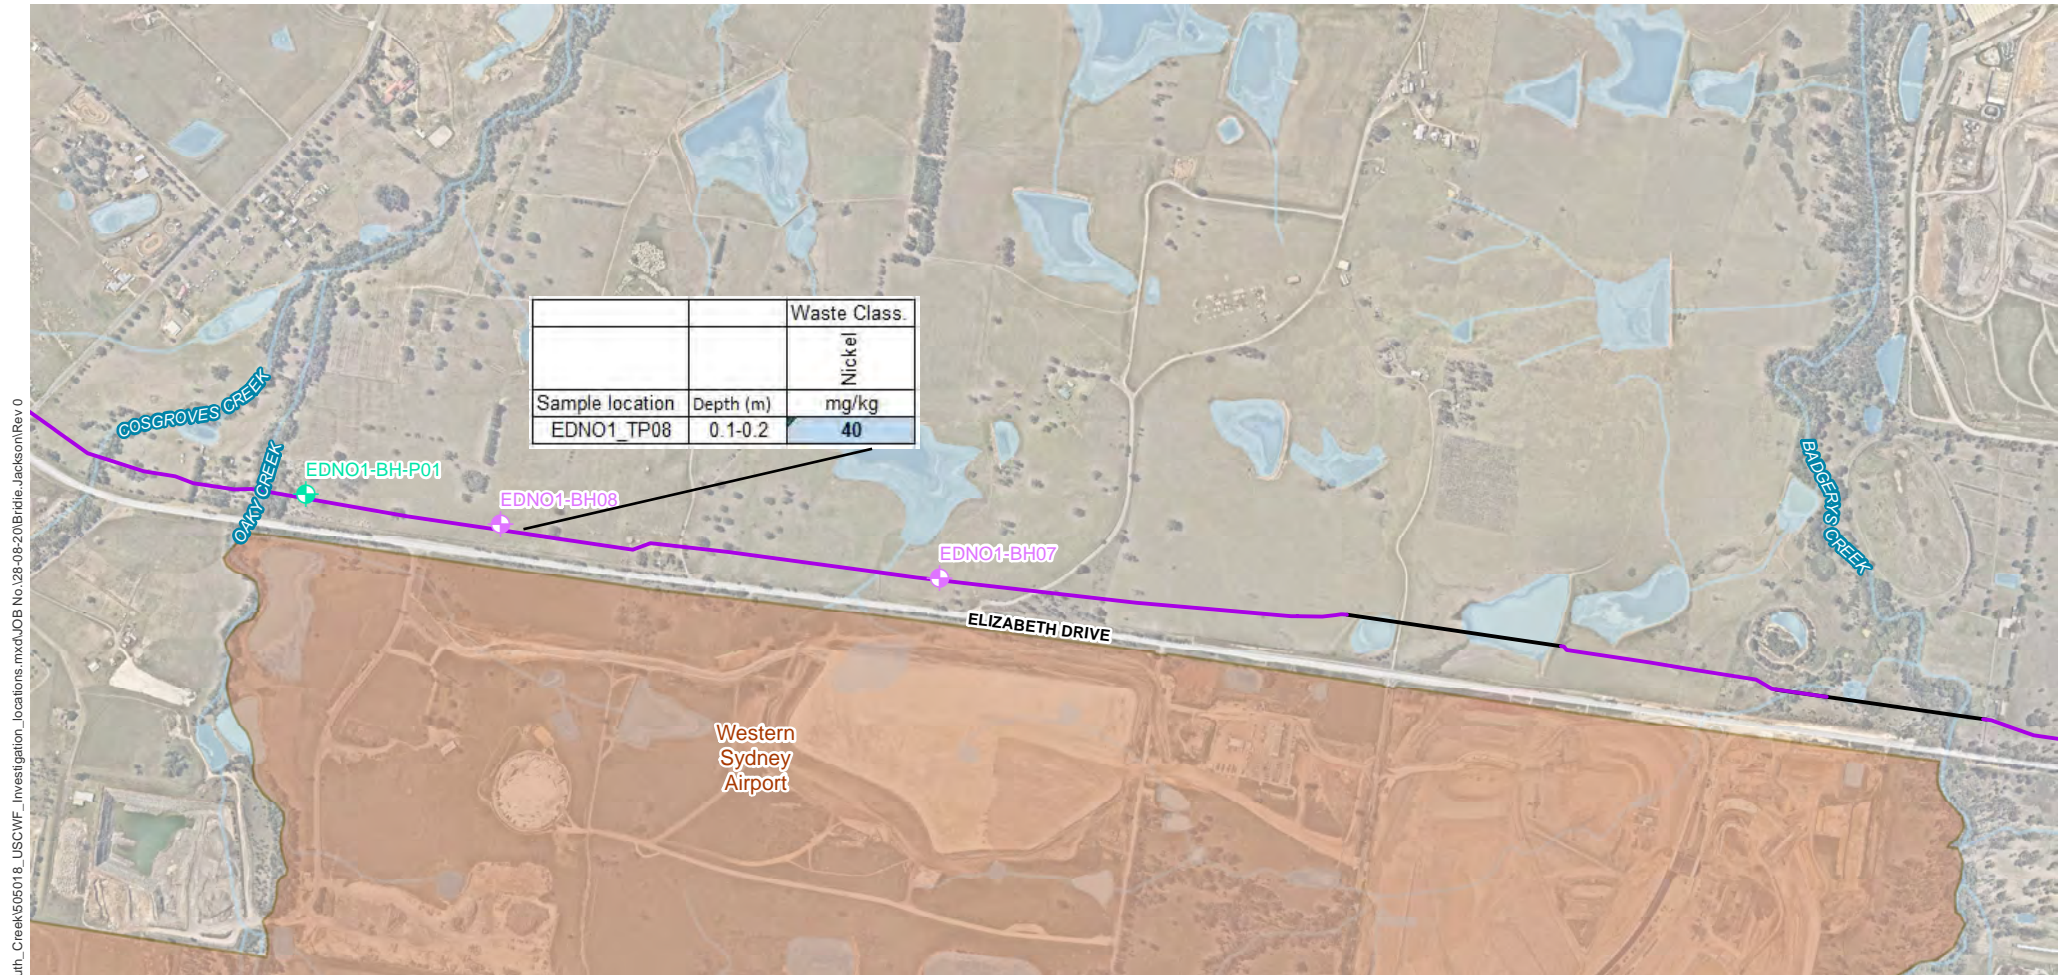 Waste Class.
Nickel
Sample location Depth (m) mg/kg
EDNO1_TP08 0.1-0.2 40
COSGROVES CREEK
OAKY CREEK
EDNO1-BH-P01
EDNO1-BH08
EDNO1-BH07
ELIZABETH DRIVE
BADGERYS CREEK
Western
Sydney
Airport
uth_Creek\505018_USCWF_Investigation_locations.mxd\JOB No.\28-08-20\Bridie.Jackson\Rev 0